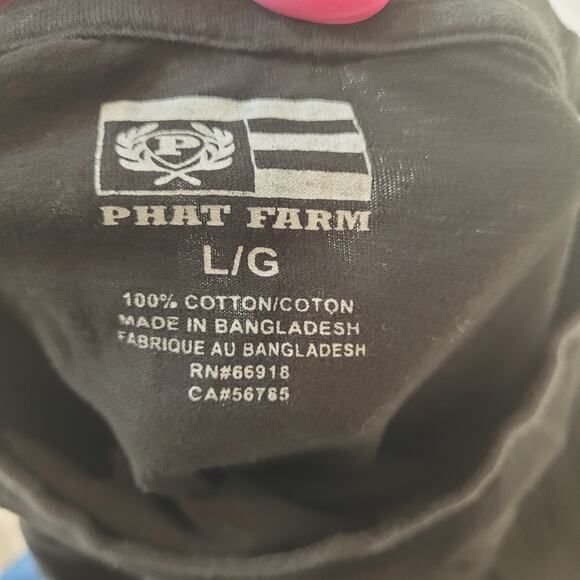 P
PHAT FARM
L/G
100% COTTON/COTON
MADE IN BANGLADESH
FABRIQUE AU BANGLADESH
RN#66918
CA#56785